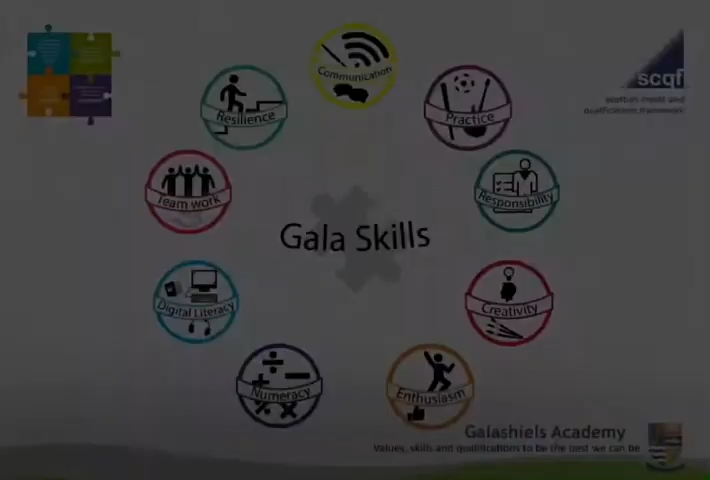 Communication
scqf
scottish credit and
qualifications framework
Resilience
Practice
Team work
Responsibility
Gala Skills
Digital Literacy
Creativity
Numeracy
Enthusiasm
Galashiels Academy
Values, skills and qualifications to be the best we can be